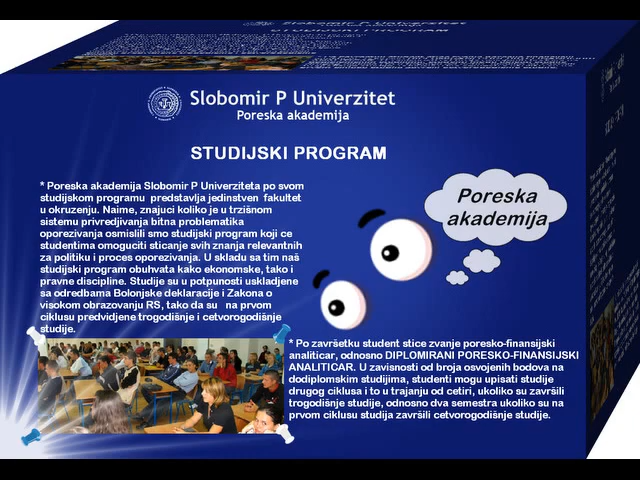 Slobomir P Univerzitet
Poreska akademija
STUDIJSKI PROGRAM
* Poreska akademija Slobomir P Univerziteta po svom
studijskom programu predstavlja jedinstven fakultet
u okruzenju. Naime, znajuci koliko je u trzišnom
sistemu privredjivanja bitna problematika
oporezivanja osmislili smo studijski program koji ce
studentima omoguciti sticanje svih znanja relevantnih
za politiku i proces oporezivanja. U skladu sa tim naš
studijski program obuhvata kako ekonomske, tako i
pravne discipline. Studije su u potpunosti uskladjene
sa odredbama Bolonjske deklaracije i Zakona o
visokom obrazovanju RS, tako da su na prvom
ciklusu predvidjene trogodišnje i cetvorogodišnje
studije.
Poreska
akademija
* Po završetku student stice zvanje poresko-finansijski
analiticar, odnosno DIPLOMIRANI PORESKO-FINANSIJSKI
ANALITICAR. U zavisnosti od broja osvojenih bodova na
dodiplomskim studijima, studenti mogu upisati studije
drugog ciklusa i to u trajanju od cetiri, ukoliko su završili
trogodišnje studije, odnosno dva semestra ukoliko su na
prvom ciklusu studija završili cetvorogodišnje studije.